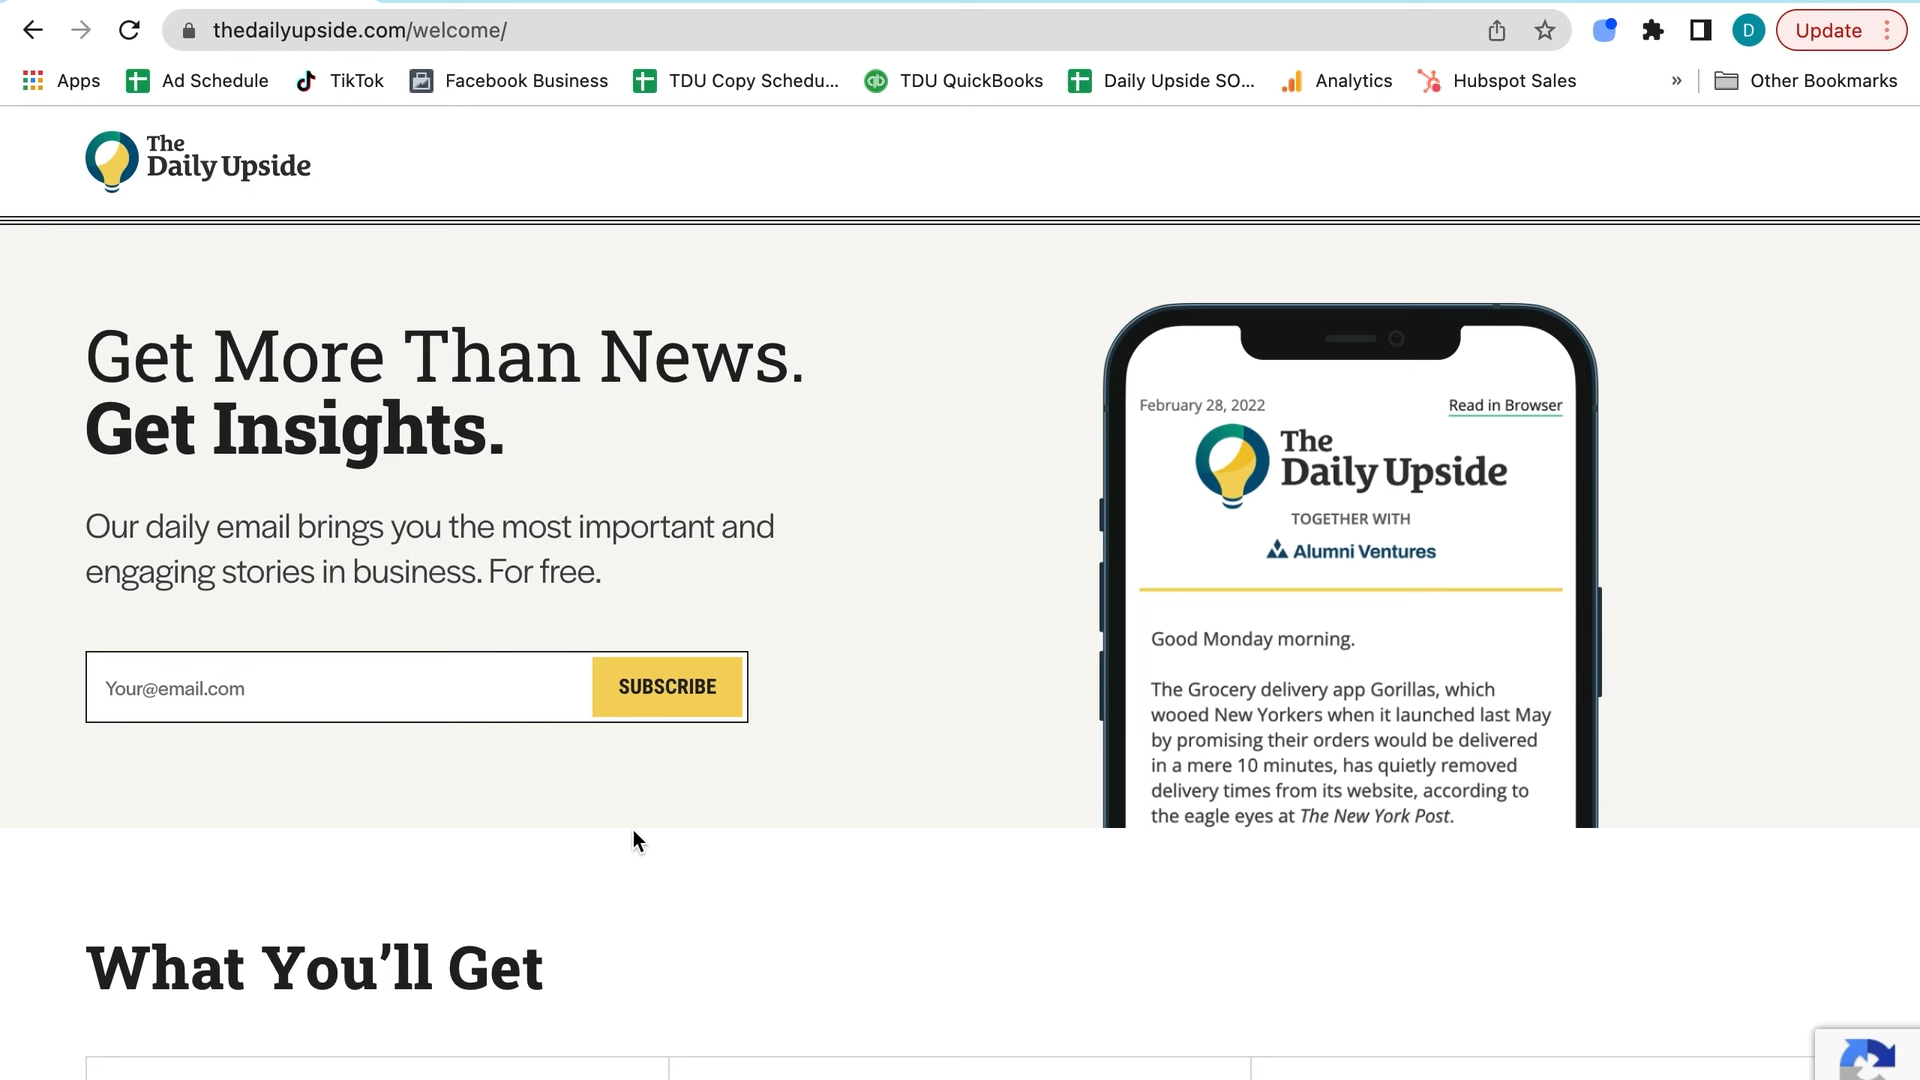 thedailyupside.com/welcome/
D
Update
Apps
Ad Schedule
TikTok
Facebook Business
TDU Copy Schedu...
qb
TDU QuickBooks
Daily Upside SO...
Analytics
Hubspot Sales
»
Other Bookmarks
The
Daily Upside
Get More Than News.
Get Insights.
Our daily email brings you the most important and
engaging stories in business. For free.
Your@email.com
SUBSCRIBE
February 28, 2022
Read in Browser
The
Daily Upside
TOGETHER WITH
Alumni Ventures
Good Monday morning.
The Grocery delivery app Gorillas, which
wooed New Yorkers when it launched last May
by promising their orders would be delivered
in a mere 10 minutes, has quietly removed
delivery times from its website, according to
the eagle eyes at The New York Post.
What You’ll Get